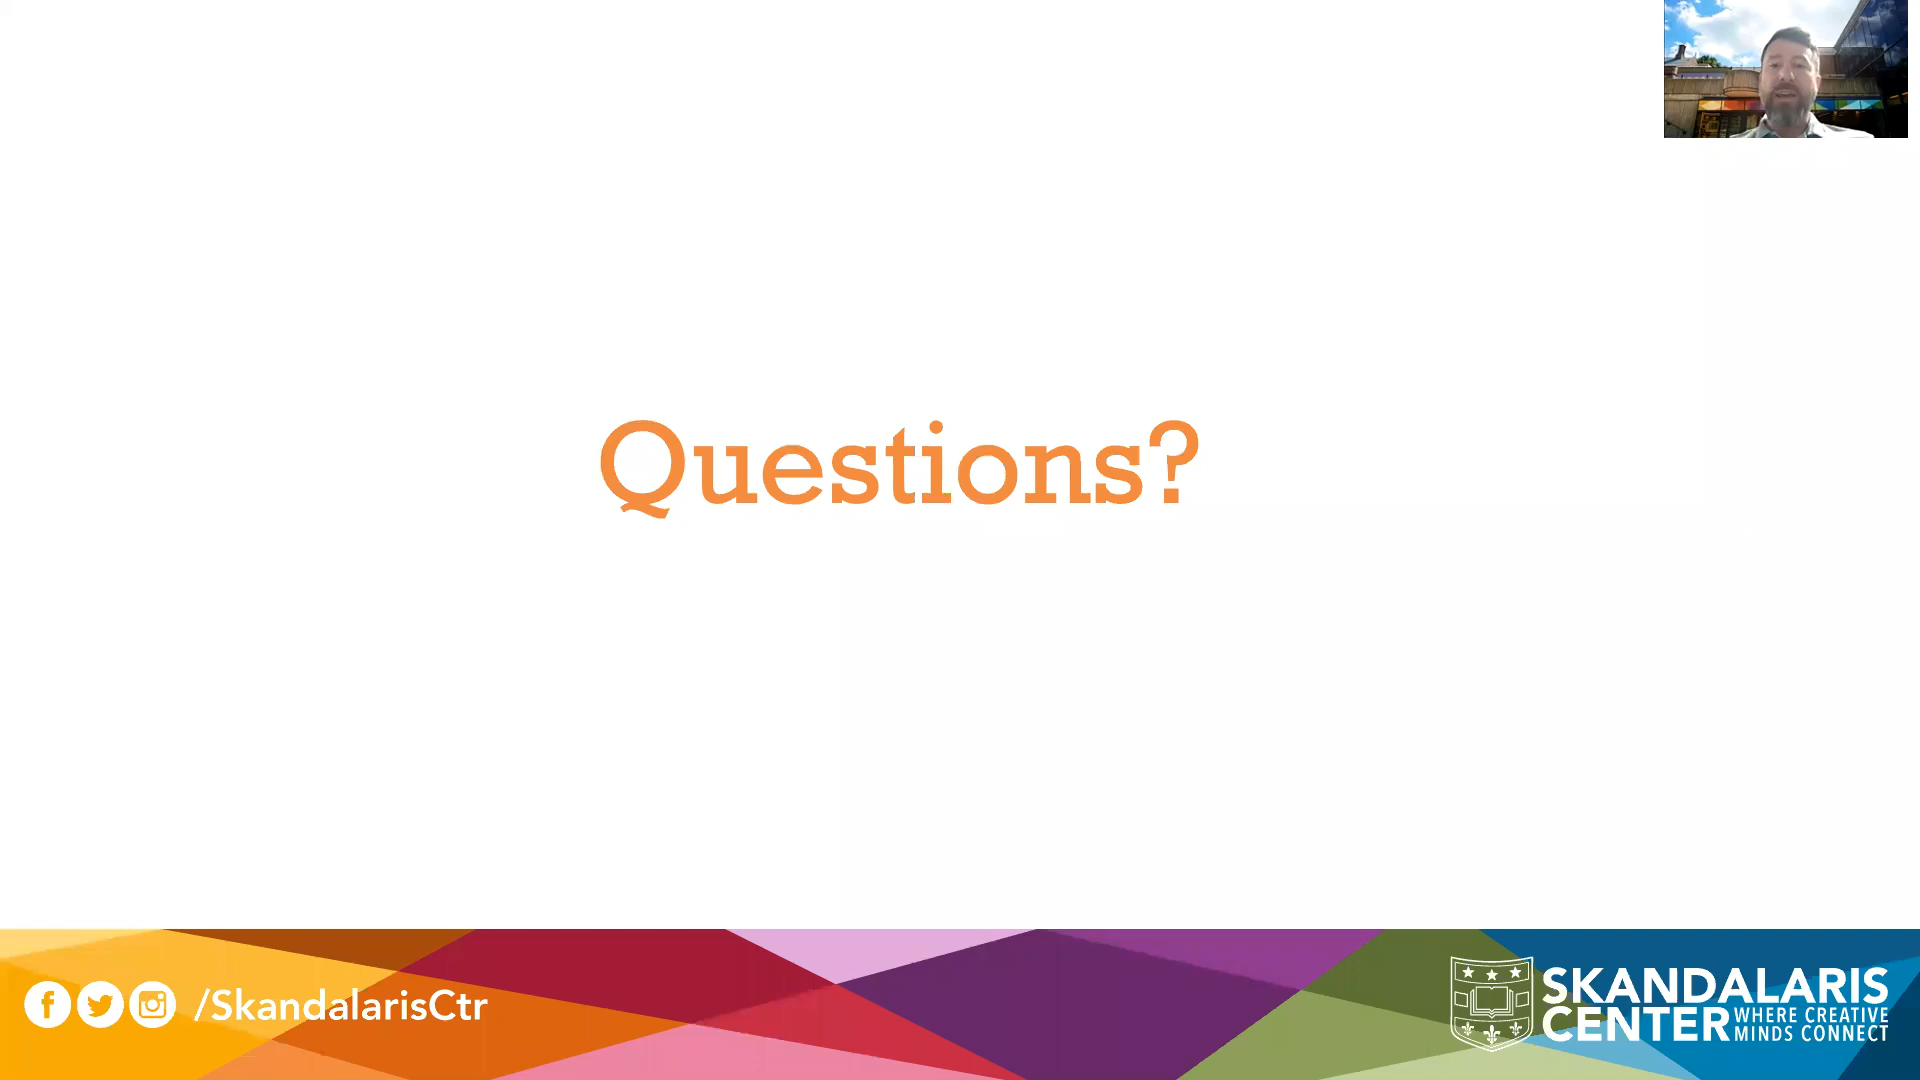 Questions?
/SkandalarisCtr
SKANDALARIS
CENTER WHERE CREATIVE
MINDS CONNECT